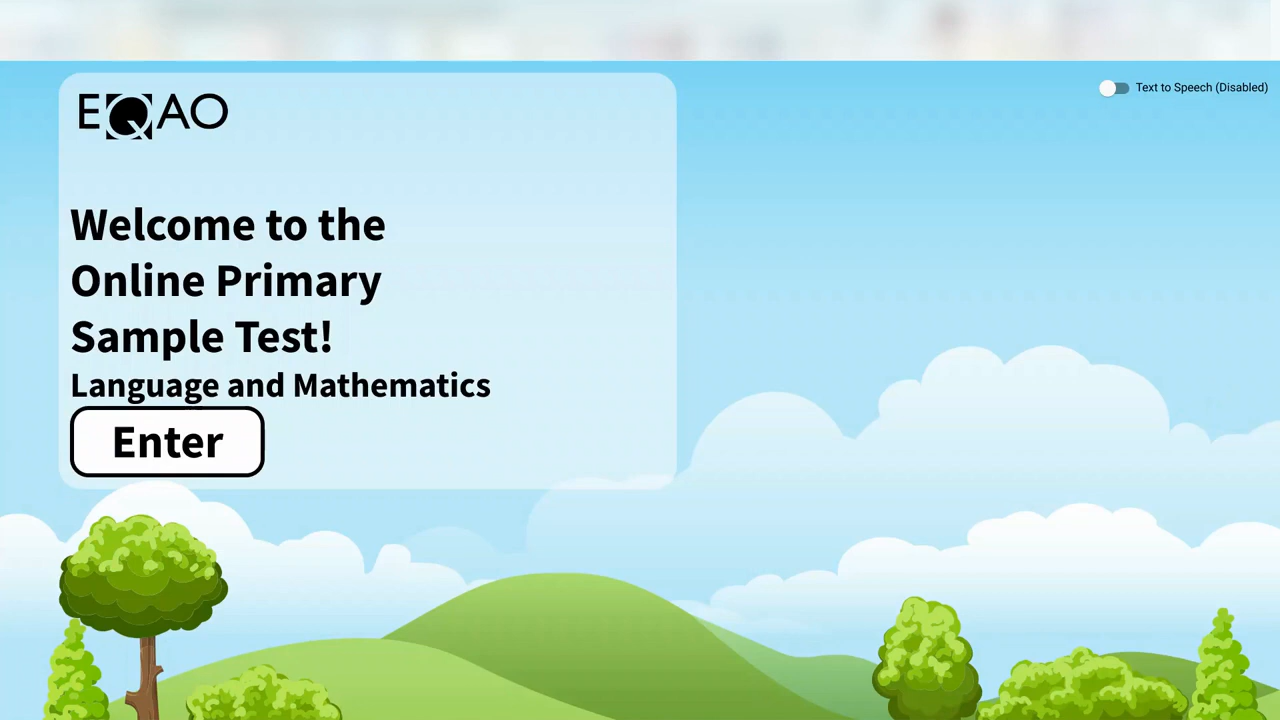 EQAO
Text to Speech (Disabled)
Welcome to the
Online Primary
Sample Test!
Language and Mathematics
Enter